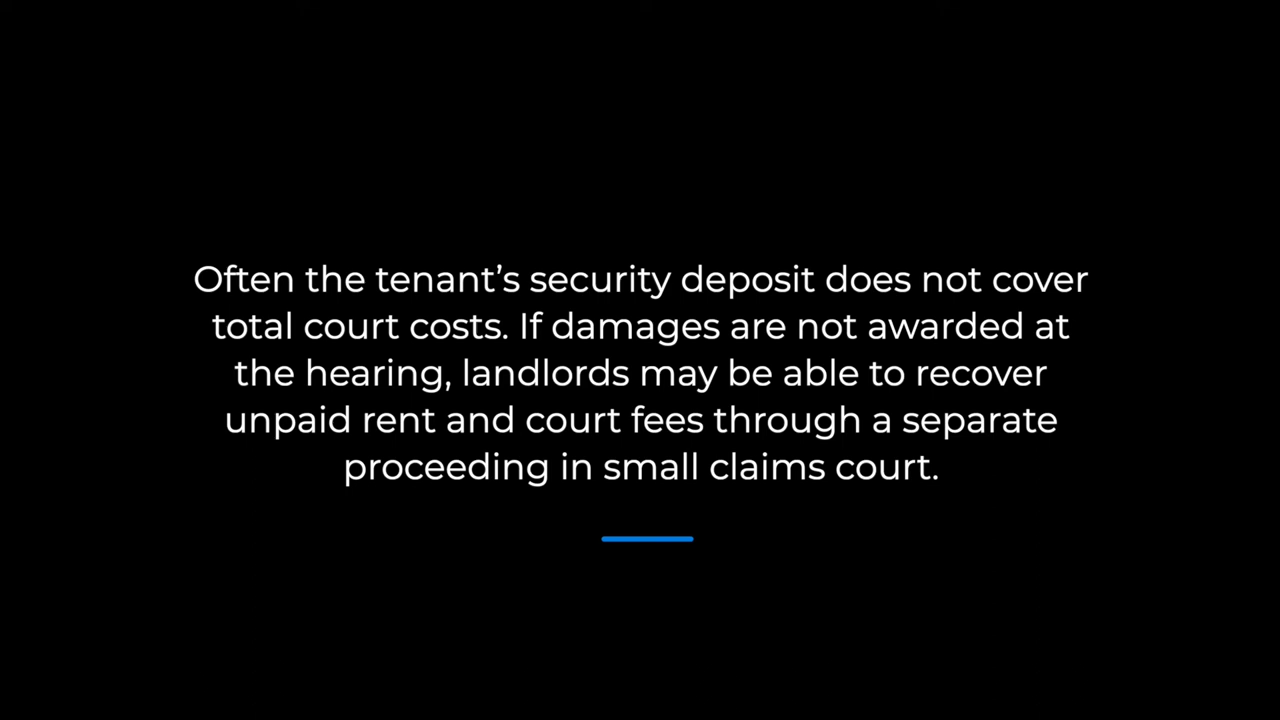 Often the tenant’s security deposit does not cover
total court costs. If damages are not awarded at
the hearing, landlords may be able to recover
unpaid rent and court fees through a separate
proceeding in small claims court.